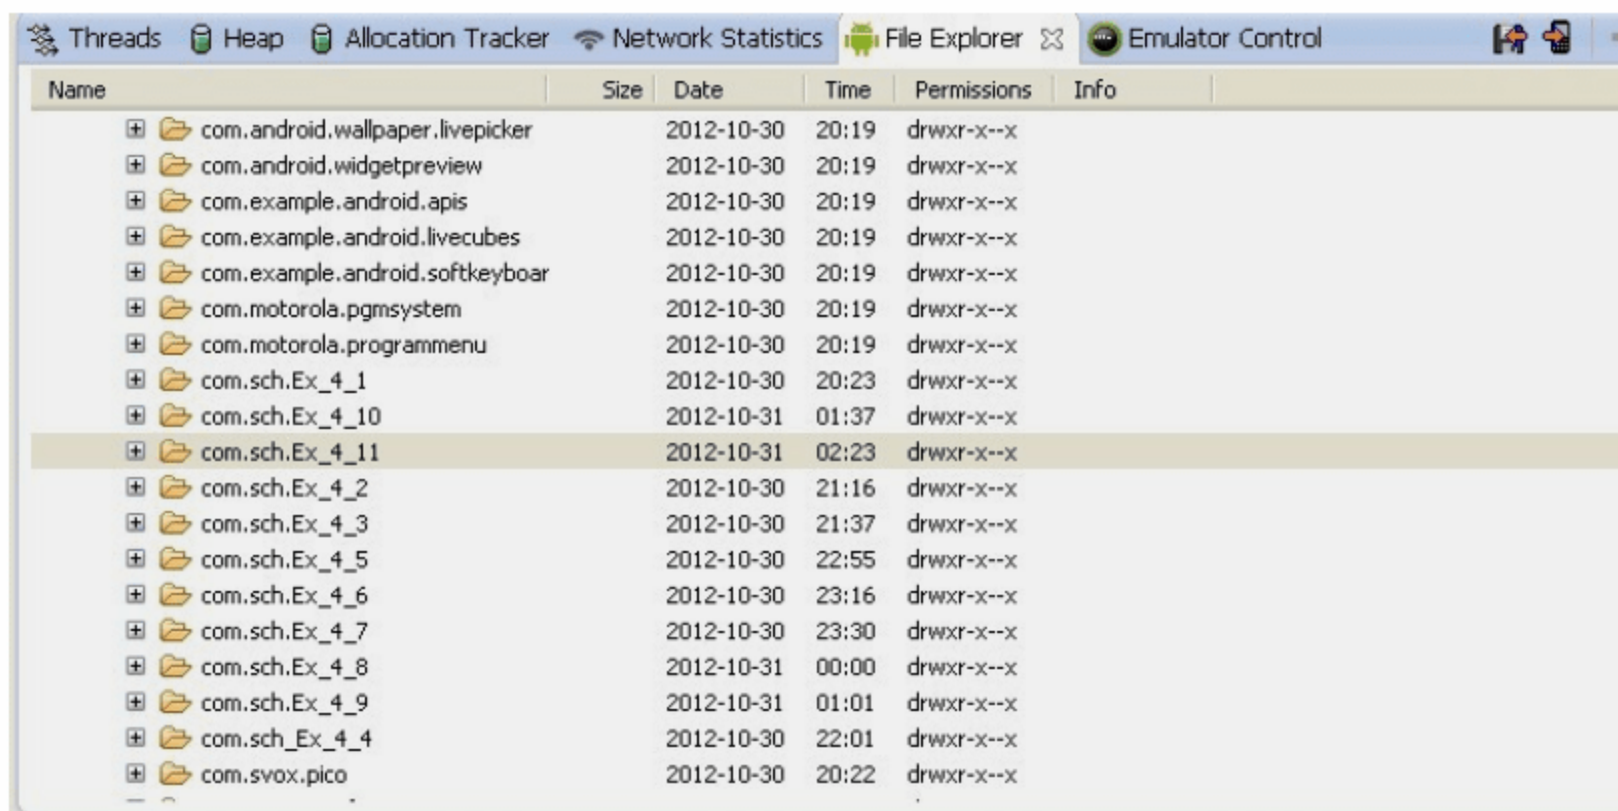 Threads Heap Allocation Tracker Network Statistics File Explorer Emulator Control
Name Size Date Time Permissions Info
com.android.wallpaper.livepicker 2012-10-30 20:19 drwxr-x--x
com.android.widgetpreview 2012-10-30 20:19 drwxr-x--x
com.example.android.apis 2012-10-30 20:19 drwxr-x--x
com.example.android.livecubes 2012-10-30 20:19 drwxr-x--x
com.example.android.softkeyboar 2012-10-30 20:19 drwxr-x--x
com.motorola.pgmsystem 2012-10-30 20:19 drwxr-x--x
com.motorola.programmenu 2012-10-30 20:19 drwxr-x--x
com.sch.Ex_4_1 2012-10-30 20:23 drwxr-x--x
com.sch.Ex_4_10 2012-10-31 01:37 drwxr-x--x
com.sch.Ex_4_11 2012-10-31 02:23 drwxr-x--x
com.sch.Ex_4_2 2012-10-30 21:16 drwxr-x--x
com.sch.Ex_4_3 2012-10-30 21:37 drwxr-x--x
com.sch.Ex_4_5 2012-10-30 22:55 drwxr-x--x
com.sch.Ex_4_6 2012-10-30 23:16 drwxr-x--x
com.sch.Ex_4_7 2012-10-30 23:30 drwxr-x--x
com.sch.Ex_4_8 2012-10-31 00:00 drwxr-x--x
com.sch.Ex_4_9 2012-10-31 01:01 drwxr-x--x
com.sch_Ex_4_4 2012-10-30 22:01 drwxr-x--x
com.svox.pico 2012-10-30 20:22 drwxr-x--x